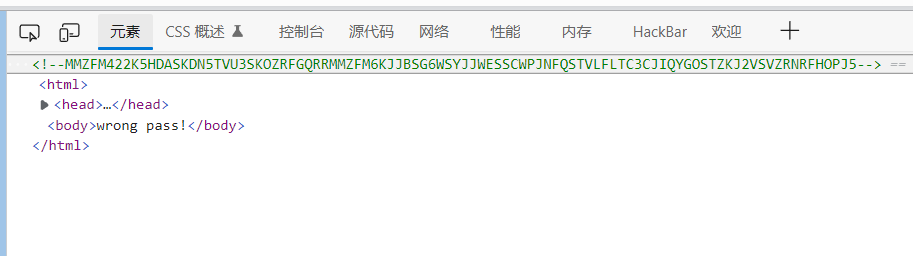 元素 CSS 概述 控制台 源代码 网络 性能 内存 HackBar 欢迎
<!--MMZFM422K5HDASKDN5TVU3SKOZRFGQRRMMZFM6KJJBSG6WSYJJWESSCWPJNFQSTVLFLTC3CJIQYGOSTZKJ2VSVZRNRFHOPJ5--> ==
<html>
<head>…</head>
<body>wrong pass!</body>
</html>